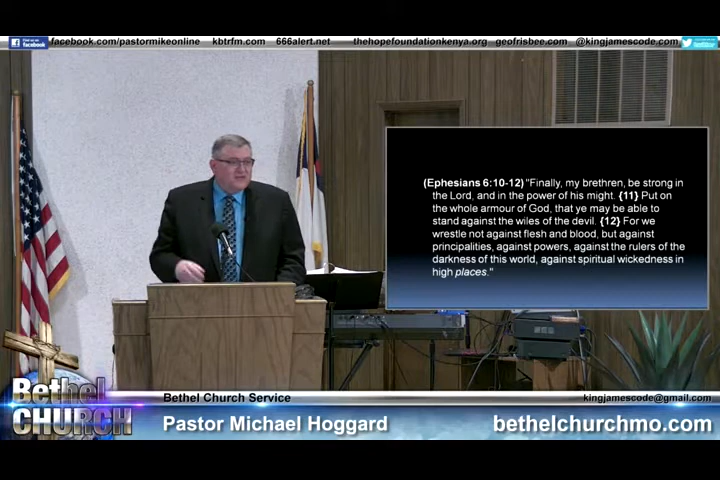 Find us on facebook facebook.com/pastormikeonline kbtrfm.com 666alert.net thehopefoundationkenya.org geofrisbee.com @kingjamescode.com
(Ephesians 6:10-12) "Finally, my brethren, be strong in
the Lord, and in the power of his might. {11} Put on
the whole armour of God, that ye may be able to
stand against the wiles of the devil. {12} For we
wrestle not against flesh and blood, but against
principalities, against powers, against the rulers of the
darkness of this world, against spiritual wickedness in
high places."
Bethel Church Service kingjamescode@gmail.com
Bethel
CHURCH
Pastor Michael Hoggard bethelchurchmo.com